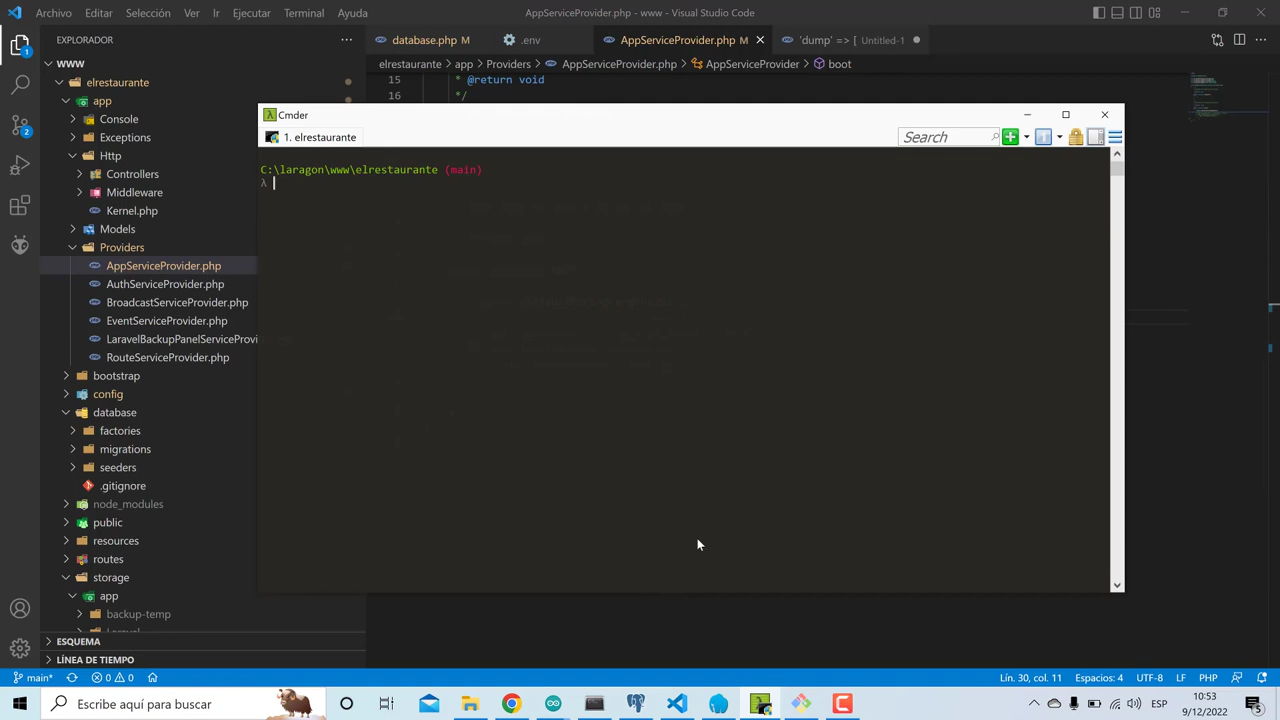 Archivo Editar Selección Ver Ir Ejecutar Terminal Ayuda
AppServiceProvider.php - www - Visual Studio Code
EXPLORADOR
database.php M
.env
AppServiceProvider.php M
'dump' => [ Untitled-1
WWW
elrestaurante > app > Providers > AppServiceProvider.php > AppServiceProvider > boot
elrestaurante
app
Console
Exceptions
Http
Controllers
Middleware
Kernel.php
Models
Providers
AppServiceProvider.php
AuthServiceProvider.php
BroadcastServiceProvider.php
EventServiceProvider.php
LaravelBackupPanelServiceProvi
RouteServiceProvider.php
bootstrap
config
database
factories
migrations
seeders
.gitignore
node_modules
public
resources
routes
storage
app
backup-temp
ESQUEMA
LÍNEA DE TIEMPO
15 * @return void
16 */
Cmder
1. elrestaurante
Search
C:\laragon\www\elrestaurante (main)
λ
main*
0 0
Lín. 30, col. 11 Espacios: 4 UTF-8 LF PHP
Escribe aquí para buscar
ESP
10:53
9/12/2022
1
2
5